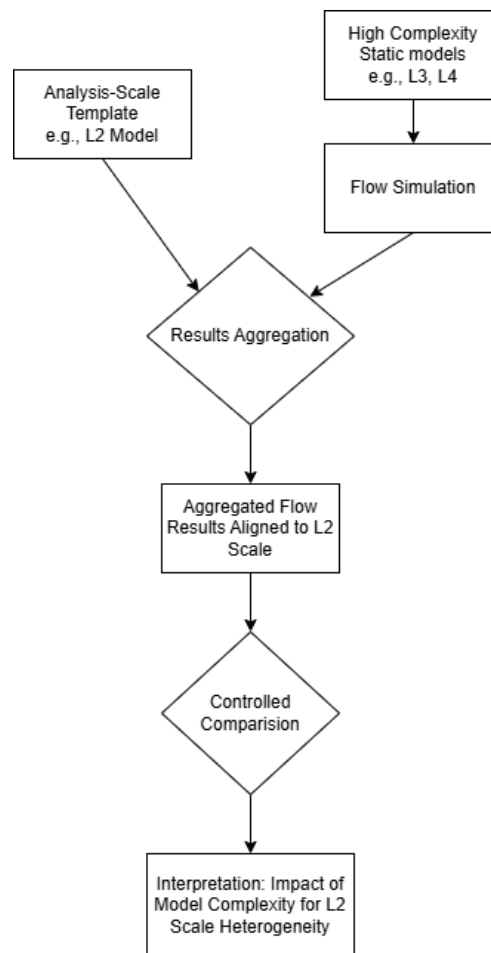 High Complexity
Static models
e.g., L3, L4
Analysis-Scale
Template
e.g., L2 Model
Flow Simulation
Results Aggregation
Aggregated Flow
Results Aligned to L2
Scale
Controlled
Comparision
Interpretation: Impact of
Model Complexity for L2
Scale Heterogeneity